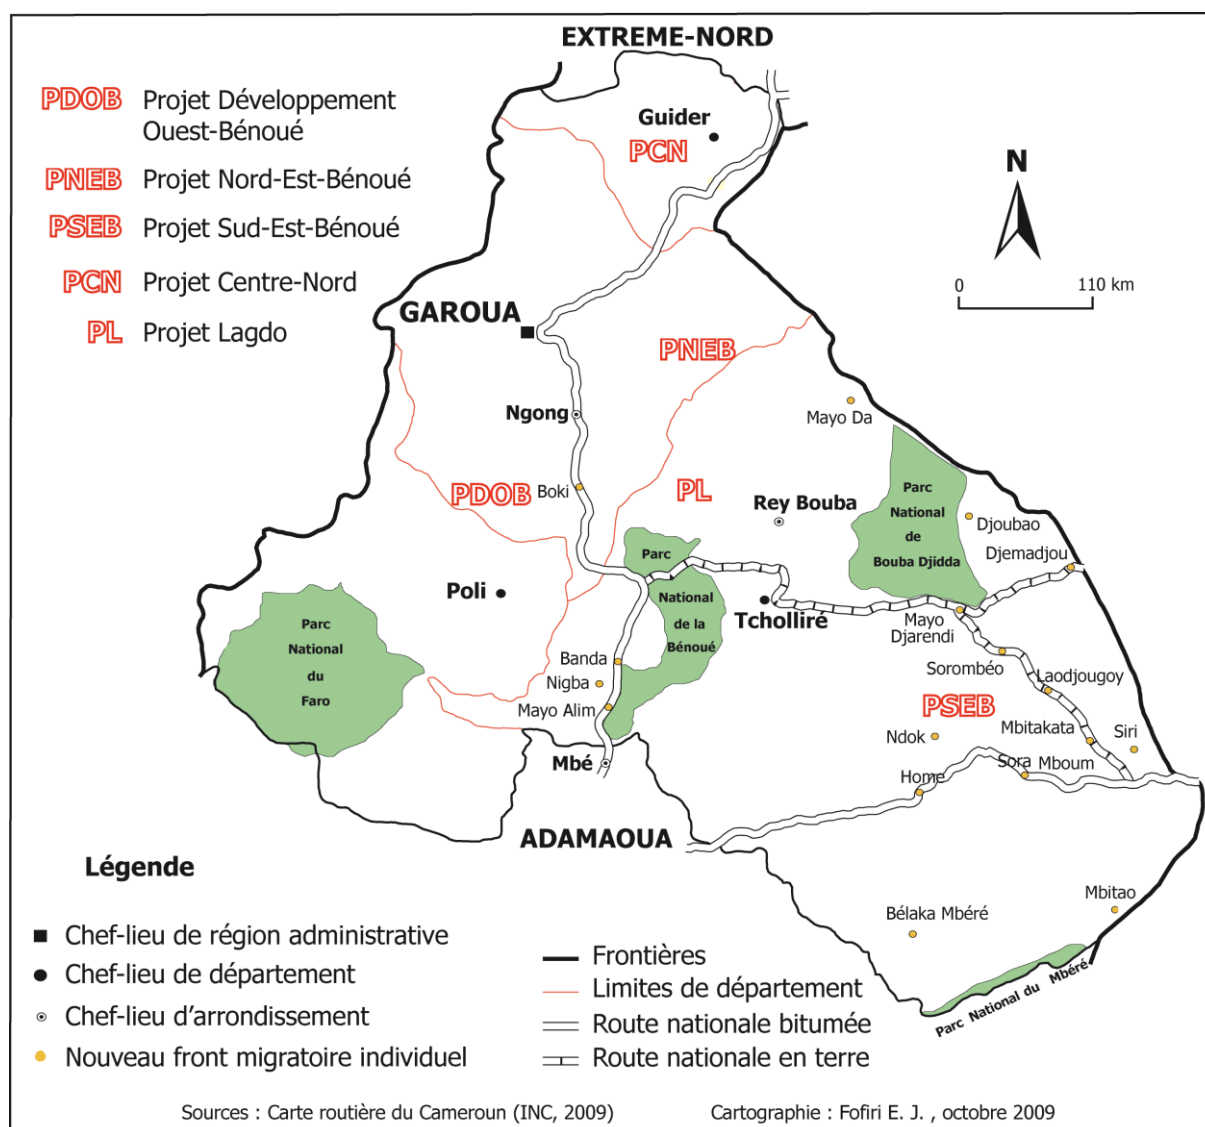 EXTREME-NORD
PDOB Projet Développement
Ouest-Bénoué
PNEB Projet Nord-Est-Bénoué
PSEB Projet Sud-Est-Bénoué
PCN Projet Centre-Nord
PL Projet Lagdo
Guider
PCN
N
0 110 km
GAROUA
PNEB
Ngong
Mayo Da
PDOB
Boki
PL
Rey Bouba
Parc
National
de
Bouba Djidda
Djoubao
Djemadjou
Parc
National
de la
Bénoué
Poli
Tcholliré
Mayo
Djarendi
Parc
National
du
Faro
Banda
Nigba
Mayo Alim
Sorombéo
Laodjougoy
PSEB
Ndok
Mbitakata
Siri
Mbé
Home
Sora Mboum
ADAMAOUA
Mbitao
Bélaka Mbéré
Parc National du Mbéré
Légende
Chef-lieu de région administrative
Chef-lieu de département
Chef-lieu d'arrondissement
Nouveau front migratoire individuel
Frontières
Limites de département
Route nationale bitumée
Route nationale en terre
Sources : Carte routière du Cameroun (INC, 2009)
Cartographie : Fofiri E. J. , octobre 2009